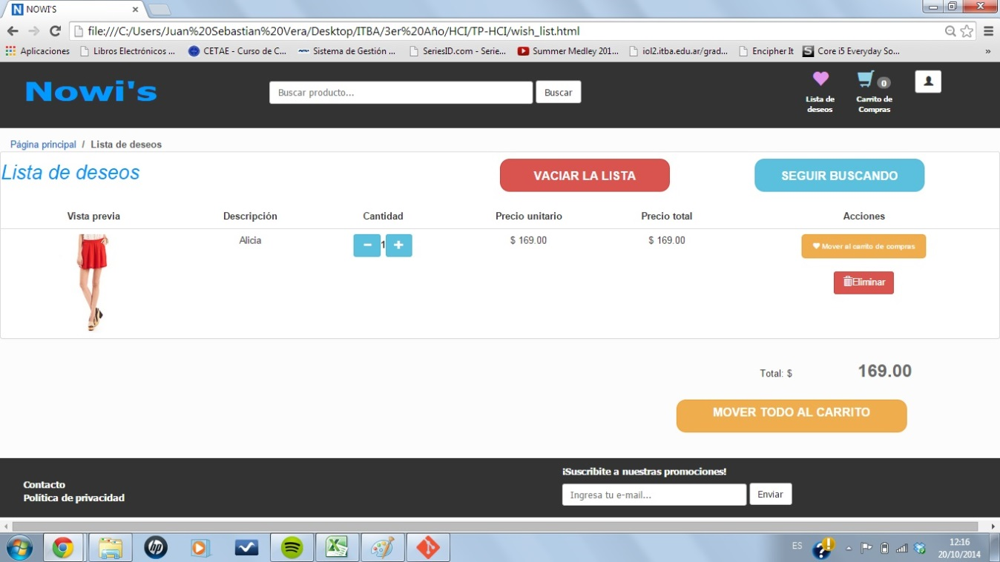 NOWI'S
file:///C:/Users/Juan%20Sebastian%20Vera/Desktop/ITBA/3er%20Año/HCI/TP-HCI/wish_list.html
Aplicaciones Libros Electrónicos ... CETAE - Curso de C... Sistema de Gestión ... SeriesID.com - Serie... Summer Medley 201... iol2.itba.edu.ar/grad... Encipher It Core i5 Everyday So... »
Nowi's
Buscar producto... Buscar
0
Lista de deseos
Carrito de Compras
Página principal / Lista de deseos
Lista de deseos VACIAR LA LISTA SEGUIR BUSCANDO
Vista previa Descripción Cantidad Precio unitario Precio total Acciones
Alicia 1 $ 169.00 $ 169.00 Mover al carrito de compras
Eliminar
Total: $ 169.00
MOVER TODO AL CARRITO
¡Suscribite a nuestras promociones!
Contacto
Política de privacidad
Ingresa tu e-mail... Enviar
ES
12:16
20/10/2014